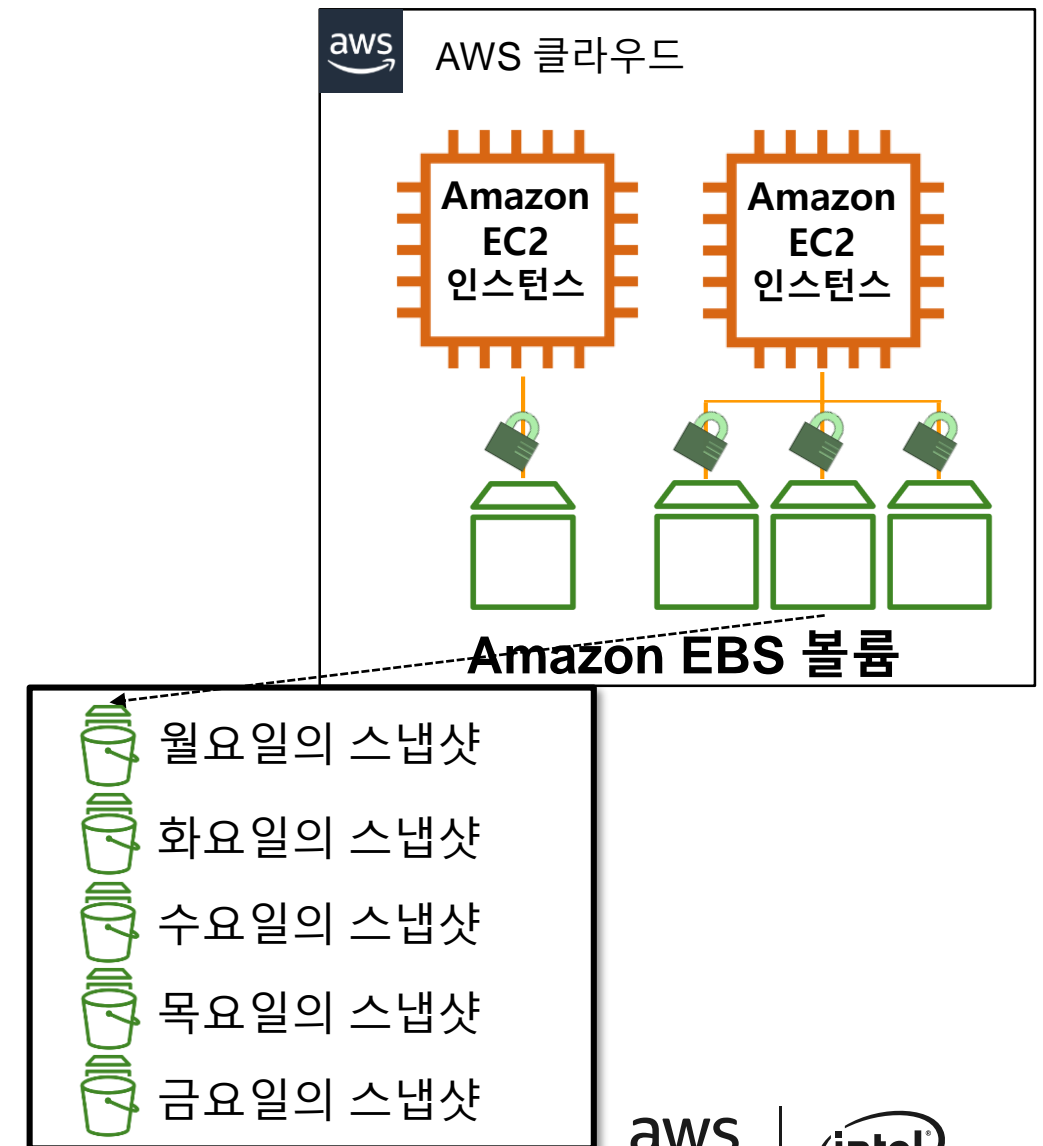 aws
AWS 클라우드
Amazon
EC2
인스턴스
Amazon
EC2
인스턴스
Amazon EBS 볼륨
월요일의 스냅샷
화요일의 스냅샷
수요일의 스냅샷
목요일의 스냅샷
금요일의 스냅샷
aws
intel